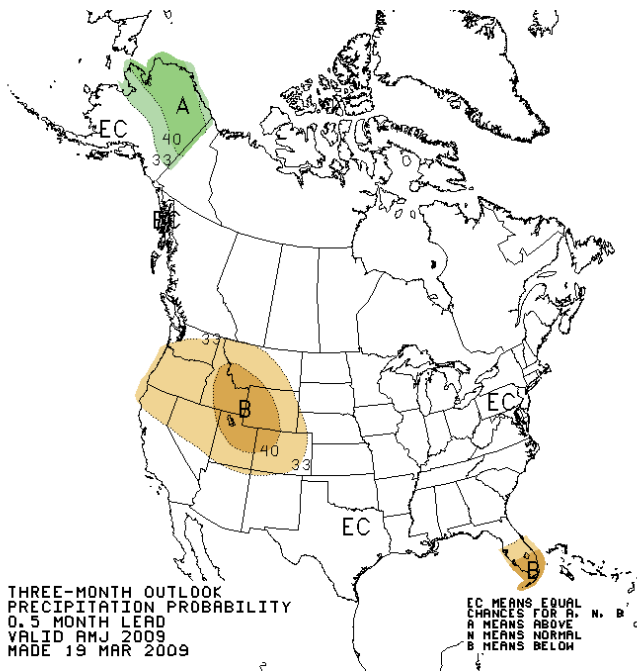 A
EC
40
33
EC
33
B
EC
40
33
EC
B
THREE-MONTH OUTLOOK
PRECIPITATION PROBABILITY
0.5 MONTH LEAD
VALID AMJ 2009
MADE 19 MAR 2009
EC MEANS EQUAL
CHANCES FOR A, N, B
A MEANS ABOVE
N MEANS NORMAL
B MEANS BELOW